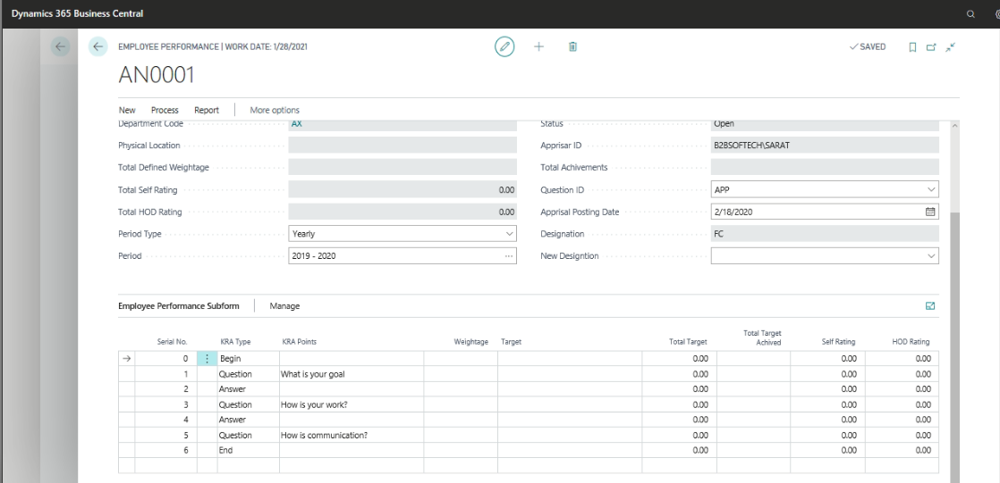 Dynamics 365 Business Central
EMPLOYEE PERFORMANCE | WORK DATE: 1/28/2021
SAVED
AN0001
New Process Report More options
Department Code AX Status Open
Physical Location Apprisar ID B2BSOFTECH\SARAT
Total Defined Weightage Total Achivements
Total Self Rating 0.00 Question ID APP
Total HOD Rating 0.00 Apprisal Posting Date 2/18/2020
Period Type Yearly Designation FC
Period 2019 - 2020 ... New Designtion
Employee Performance Subform Manage
Serial No. KRA Type KRA Points Weightage Target Total Target Total Target Achived Self Rating HOD Rating
0 Begin 0.00 0.00 0.00
1 Question What is your goal 0.00 0.00 0.00
2 Answer 0.00 0.00 0.00
3 Question How is your work? 0.00 0.00 0.00
4 Answer 0.00 0.00 0.00
5 Question How is communication? 0.00 0.00 0.00
6 End 0.00 0.00 0.00